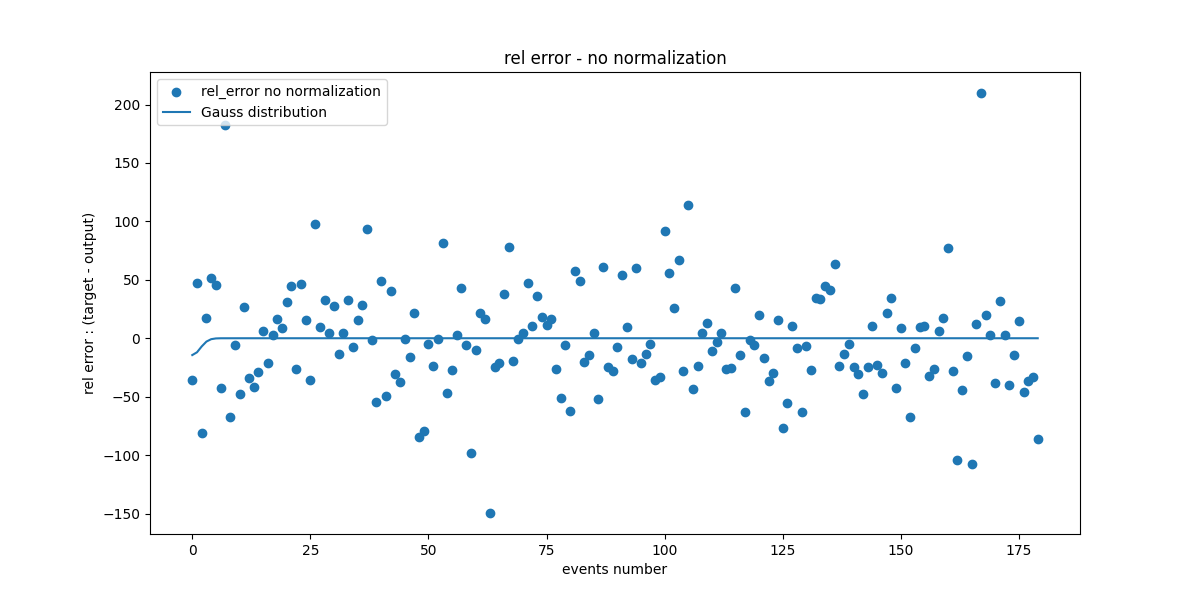 rel error - no normalization
rel_error no normalization
Gauss distribution
rel error : (target - output)
200
150
100
50
0
−50
−100
−150
0 25 50 75 100 125 150 175
events number